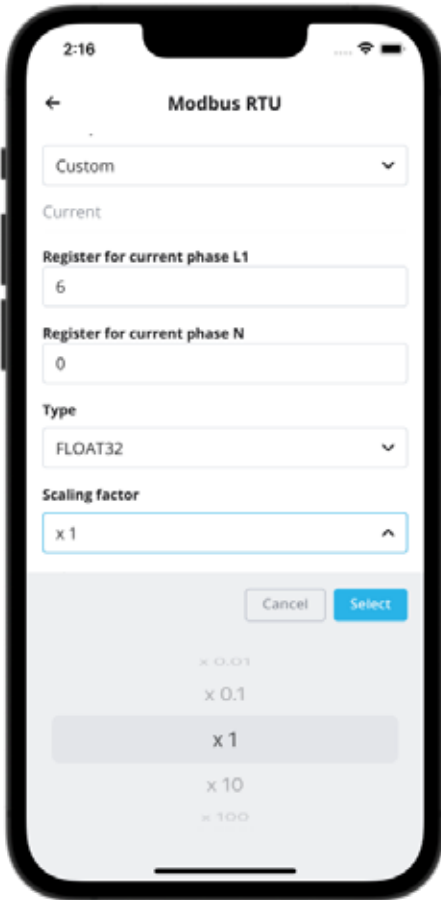 2:16
Modbus RTU
Custom
Current
Register for current phase L1
6
Register for current phase N
0
Type
FLOAT32
Scaling factor
x 1
Cancel Select
x 0.01
x 0.1
x 1
x 10
x 100